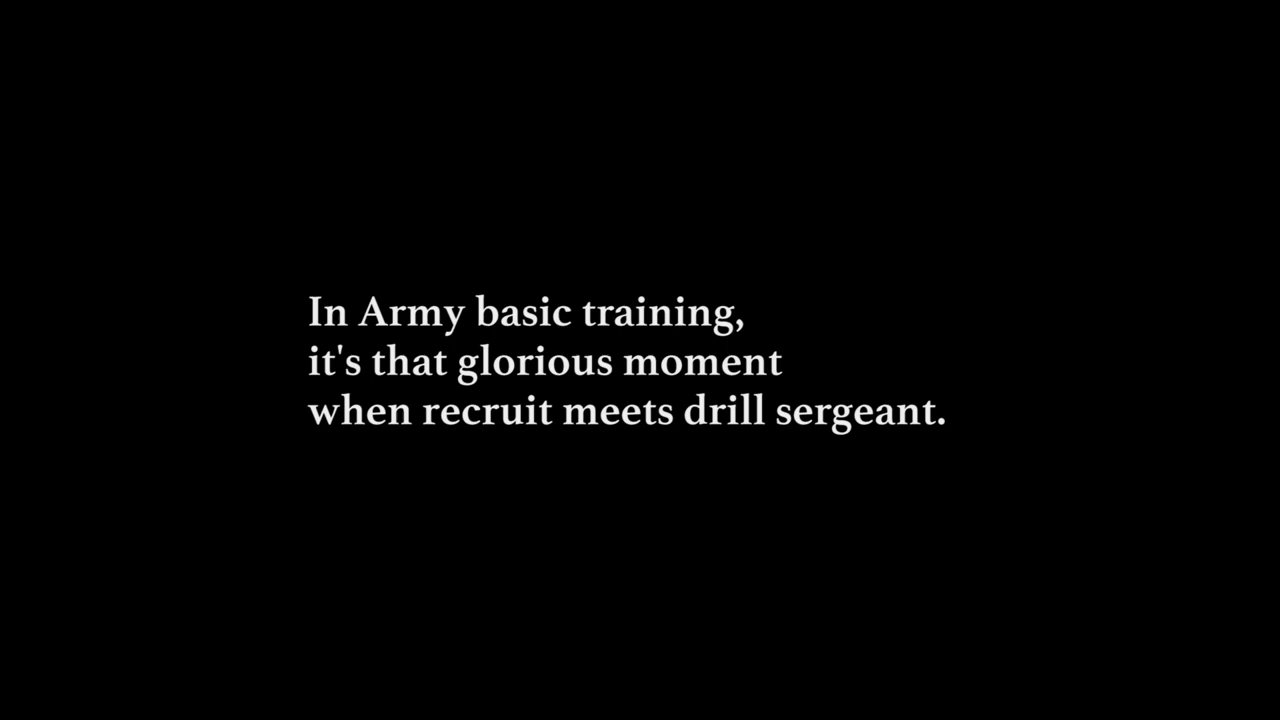 In Army basic training,
it's that glorious moment
when recruit meets drill sergeant.